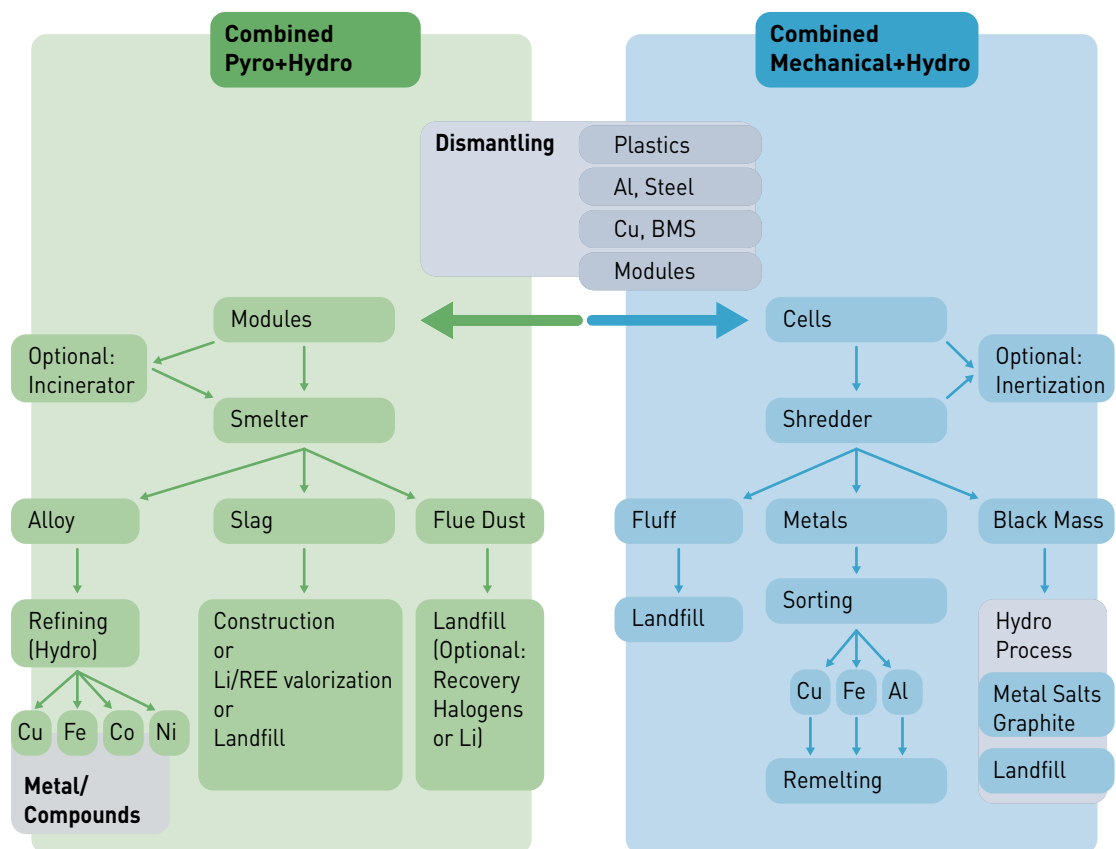 Combined
Pyro+Hydro
Combined
Mechanical+Hydro
Dismantling
Plastics
Al, Steel
Cu, BMS
Modules
Modules
Optional:
Incinerator
Smelter
Alloy
Slag
Flue Dust
Refining
(Hydro)
Construction
or
Li/REE valorization
or
Landfill
Landfill
(Optional:
Recovery
Halogens
or Li)
Cu
Fe
Co
Ni
Metal/
Compounds
Cells
Optional:
Inertization
Shredder
Fluff
Metals
Black Mass
Landfill
Sorting
Cu
Fe
Al
Remelting
Hydro
Process
Metal Salts
Graphite
Landfill